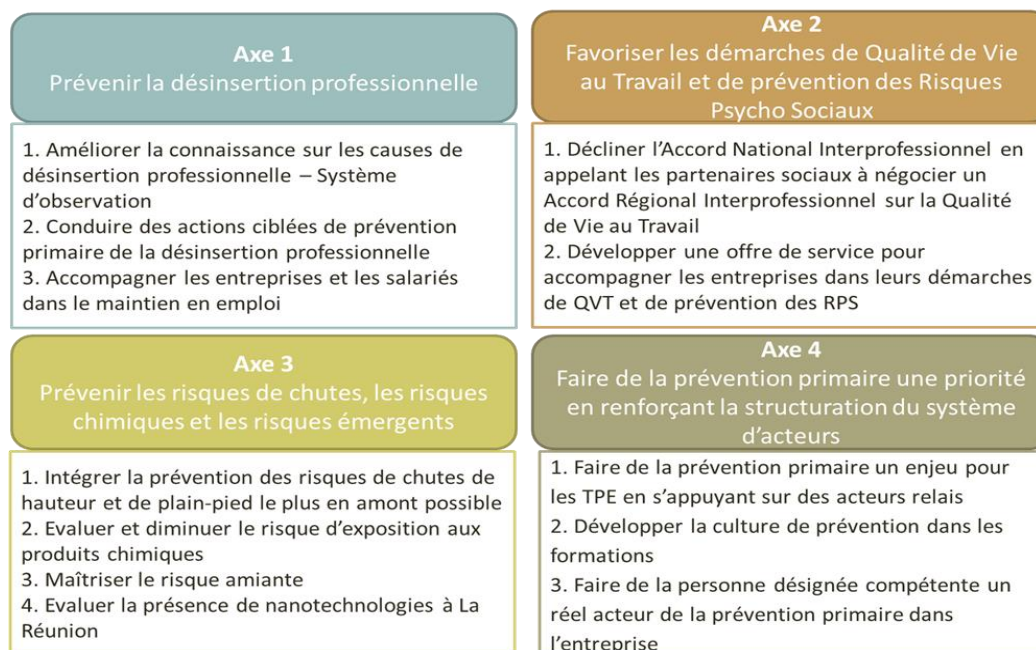 Axe 1
Prévenir la désinsertion professionnelle
1. Améliorer la connaissance sur les causes de
désinsertion professionnelle – Système
d’observation
2. Conduire des actions ciblées de prévention
primaire de la désinsertion professionnelle
3. Accompagner les entreprises et les salariés
dans le maintien en emploi
Axe 2
Favoriser les démarches de Qualité de Vie
au Travail et de prévention des Risques
Psycho Sociaux
1. Décliner l’Accord National Interprofessionnel en
appelant les partenaires sociaux à négocier un
Accord Régional Interprofessionnel sur la Qualité
de Vie au Travail
2. Développer une offre de service pour
accompagner les entreprises dans leurs démarches
de QVT et de prévention des RPS
Axe 3
Prévenir les risques de chutes, les risques
chimiques et les risques émergents
1. Intégrer la prévention des risques de chutes de
hauteur et de plain-pied le plus en amont possible
2. Evaluer et diminuer le risque d’exposition aux
produits chimiques
3. Maîtriser le risque amiante
4. Evaluer la présence de nanotechnologies à La
Réunion
Axe 4
Faire de la prévention primaire une priorité
en renforçant la structuration du système
d’acteurs
1. Faire de la prévention primaire un enjeu pour
les TPE en s’appuyant sur des acteurs relais
2. Développer la culture de prévention dans les
formations
3. Faire de la personne désignée compétente un
réel acteur de la prévention primaire dans
l’entreprise